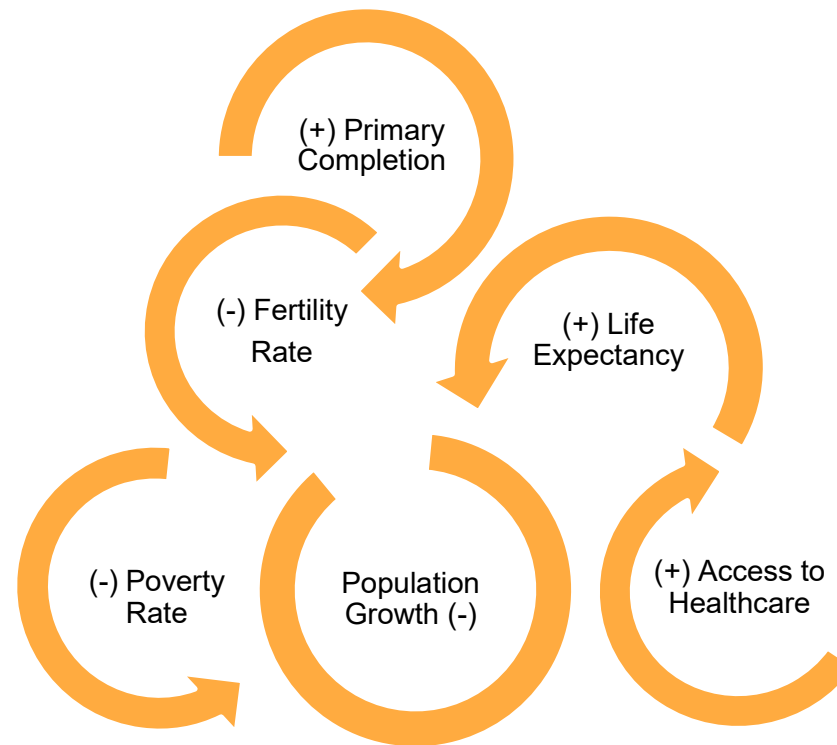 (+) Primary
Completion
(-) Fertility
Rate
(+) Life
Expectancy
(-) Poverty
Rate
Population
Growth (-)
(+) Access to
Healthcare